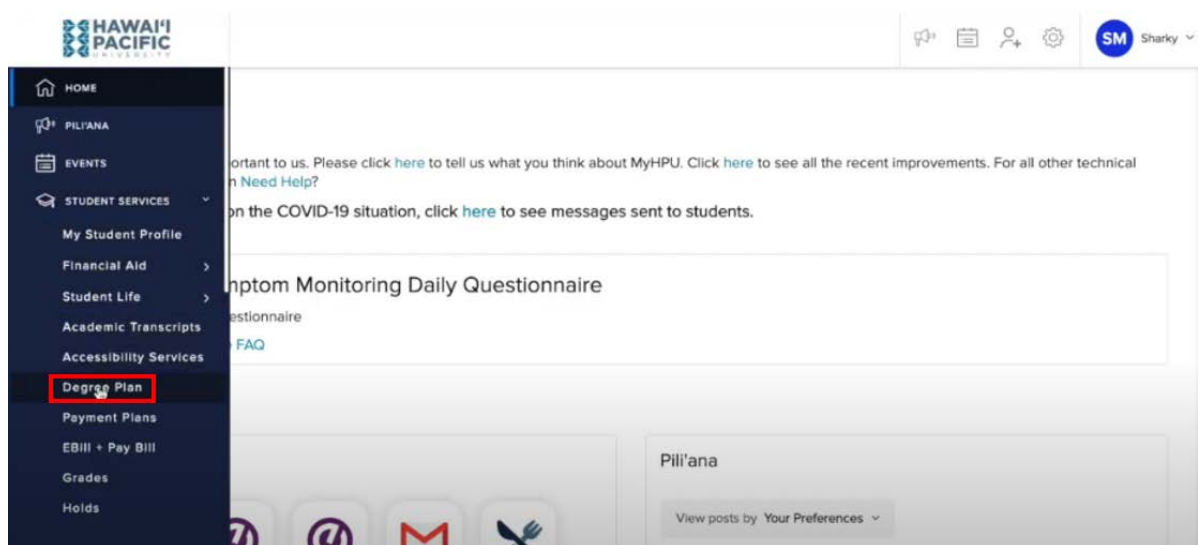 HAWAI'I
PACIFIC
UNIVERSITY
SM Sharky
HOME
PILI'ANA
EVENTS
STUDENT SERVICES
My Student Profile
Financial Aid
Student Life
Academic Transcripts
Accessibility Services
Degree Plan
Payment Plans
EBill + Pay Bill
Grades
Holds
ortant to us. Please click here to tell us what you think about MyHPU. Click here to see all the recent improvements. For all other technical
n Need Help?
on the COVID-19 situation, click here to see messages sent to students.
mptom Monitoring Daily Questionnaire
estionnaire
FAQ
Pili'ana
View posts by Your Preferences